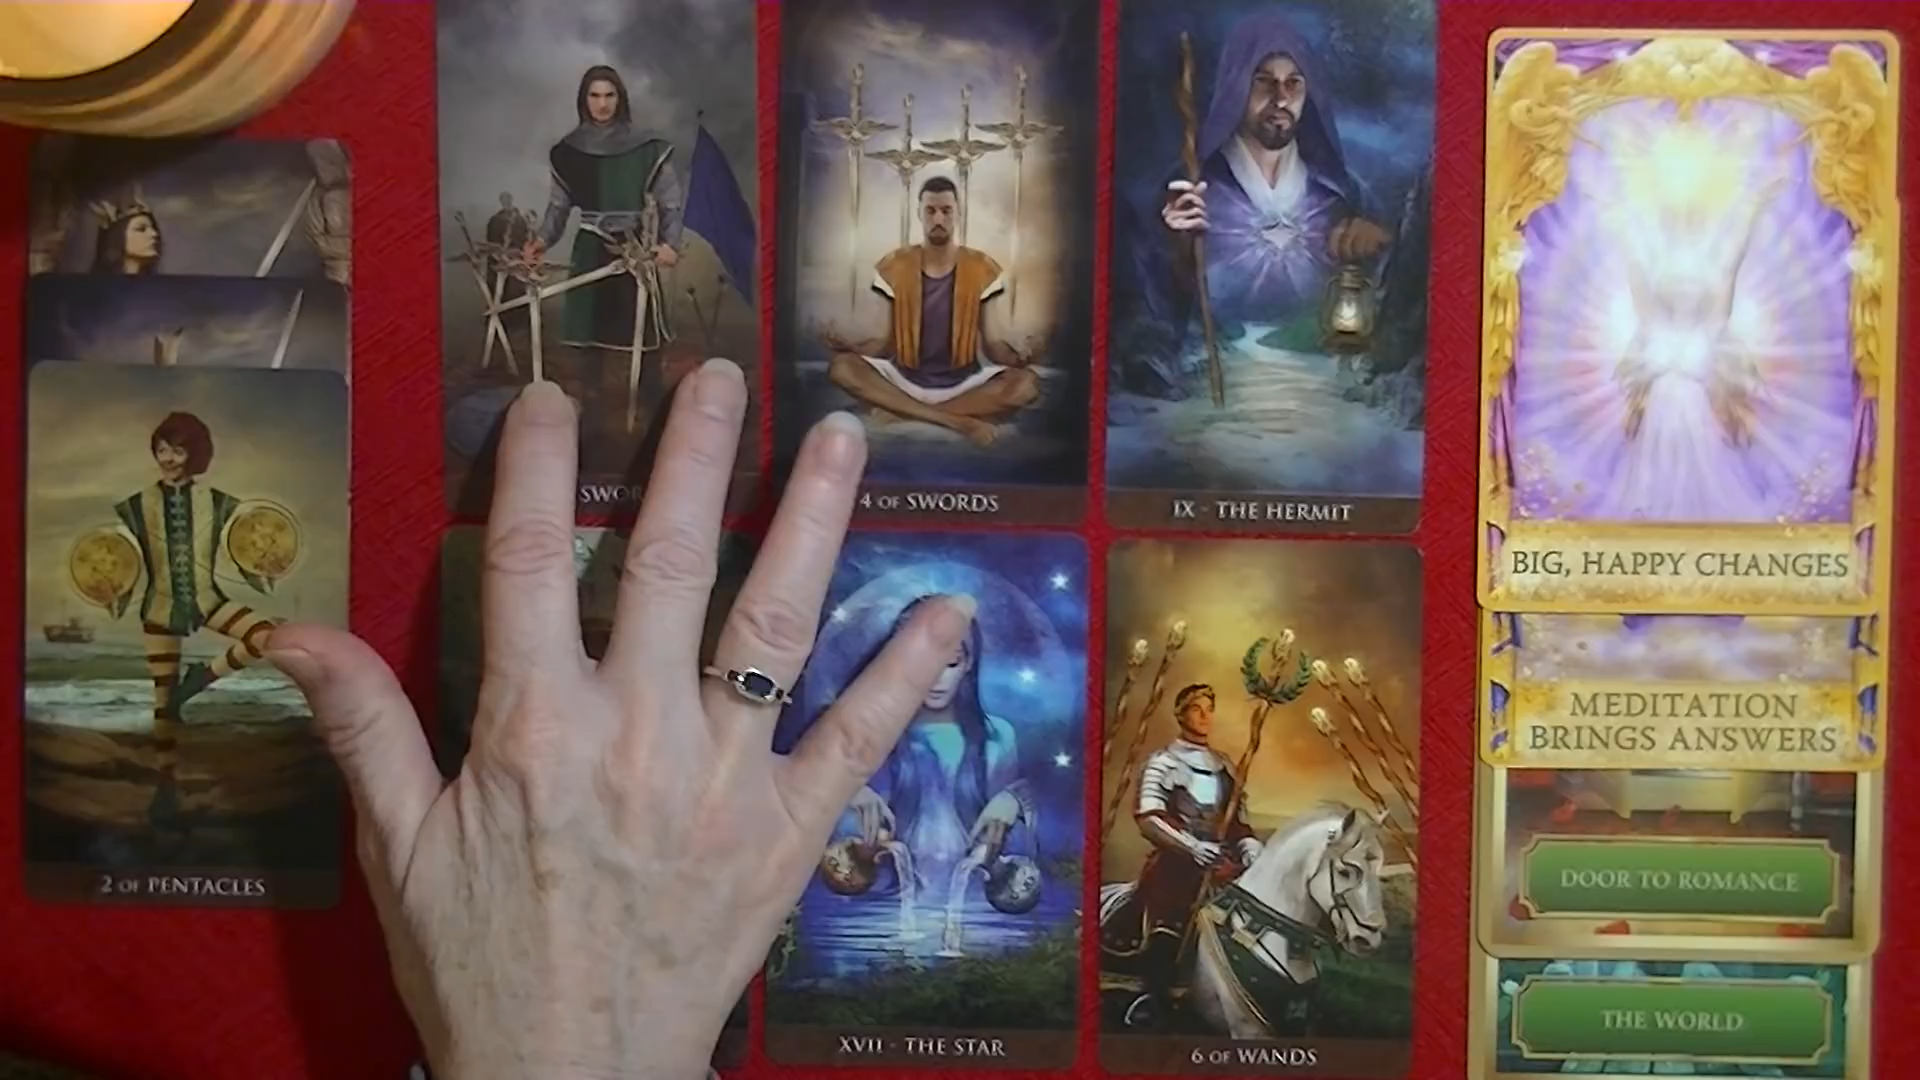 2 OF PENTACLES
4 OF SWORDS
IX - THE HERMIT
XVII - THE STAR
6 OF WANDS
BIG, HAPPY CHANGES
MEDITATION
BRINGS ANSWERS
DOOR TO ROMANCE
THE WORLD